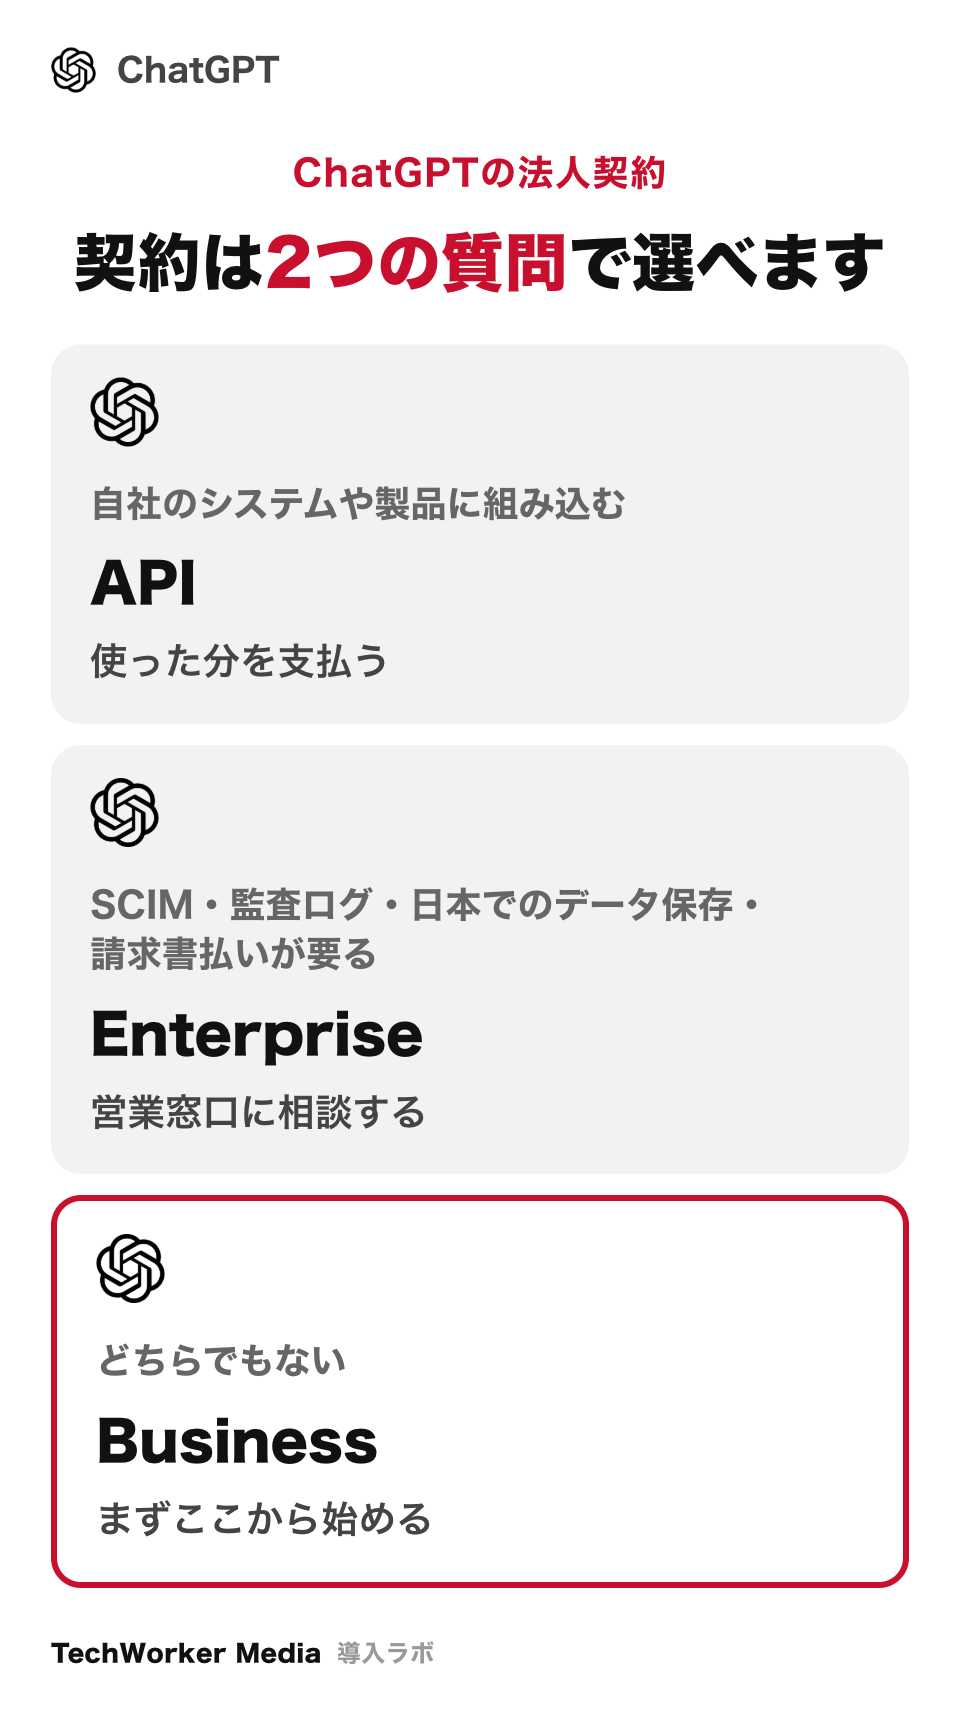 ChatGPT
ChatGPTの法人契約
契約は2つの質問で選べます
自社のシステムや製品に組み込む
API
使った分を支払う
SCIM・監査ログ・日本でのデータ保存・
請求書払いが要る
Enterprise
営業窓口に相談する
どちらでもない
Business
まずここから始める
TechWorker Media 導入ラボ